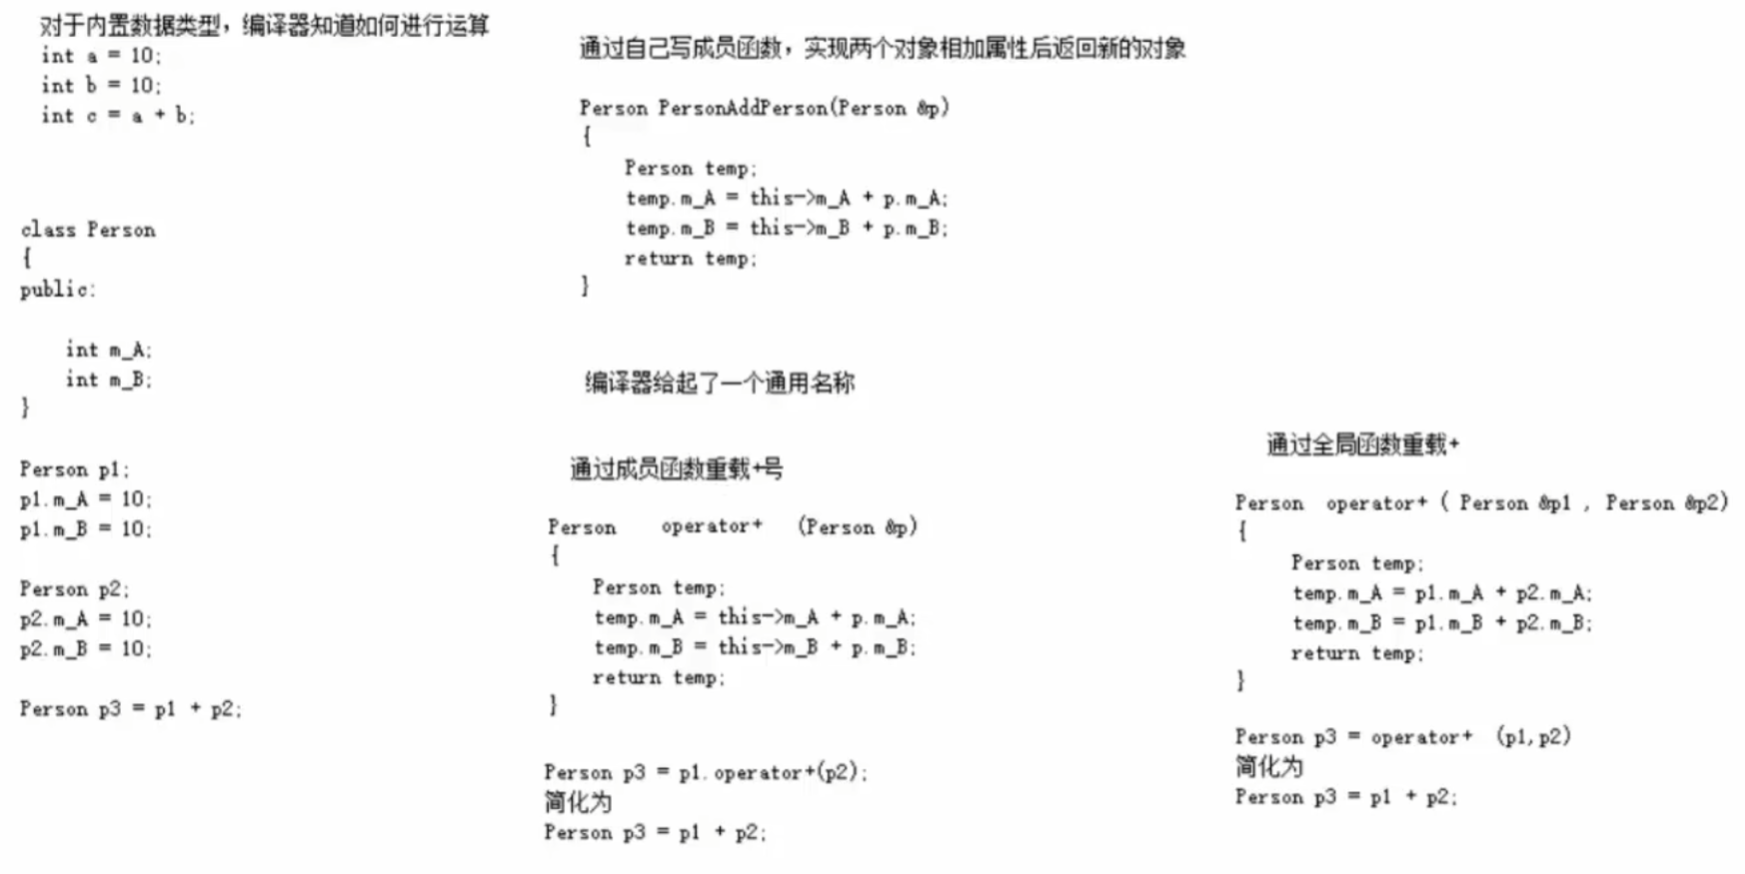 对于内置数据类型，编译器知道如何进行运算
int a = 10;
int b = 10;
int c = a + b;
class Person
{
public:
int m_A;
int m_B;
}
Person p1;
p1.m_A = 10;
p1.m_B = 10;
Person p2;
p2.m_A = 10;
p2.m_B = 10;
Person p3 = p1 + p2;
通过自己写成员函数，实现两个对象相加属性后返回新的对象
Person PersonAddPerson(Person &p)
{
Person temp;
temp.m_A = this->m_A + p.m_A;
temp.m_B = this->m_B + p.m_B;
return temp;
}
编译器给起了一个通用名称
通过成员函数重载+号
Person operator+ (Person &p)
{
Person temp;
temp.m_A = this->m_A + p.m_A;
temp.m_B = this->m_B + p.m_B;
return temp;
}
Person p3 = p1.operator+(p2);
简化为
Person p3 = p1 + p2;
通过全局函数重载+
Person operator+ ( Person &p1 , Person &p2)
{
Person temp;
temp.m_A = p1.m_A + p2.m_A;
temp.m_B = p1.m_B + p2.m_B;
return temp;
}
Person p3 = operator+ (p1,p2)
简化为
Person p3 = p1 + p2;